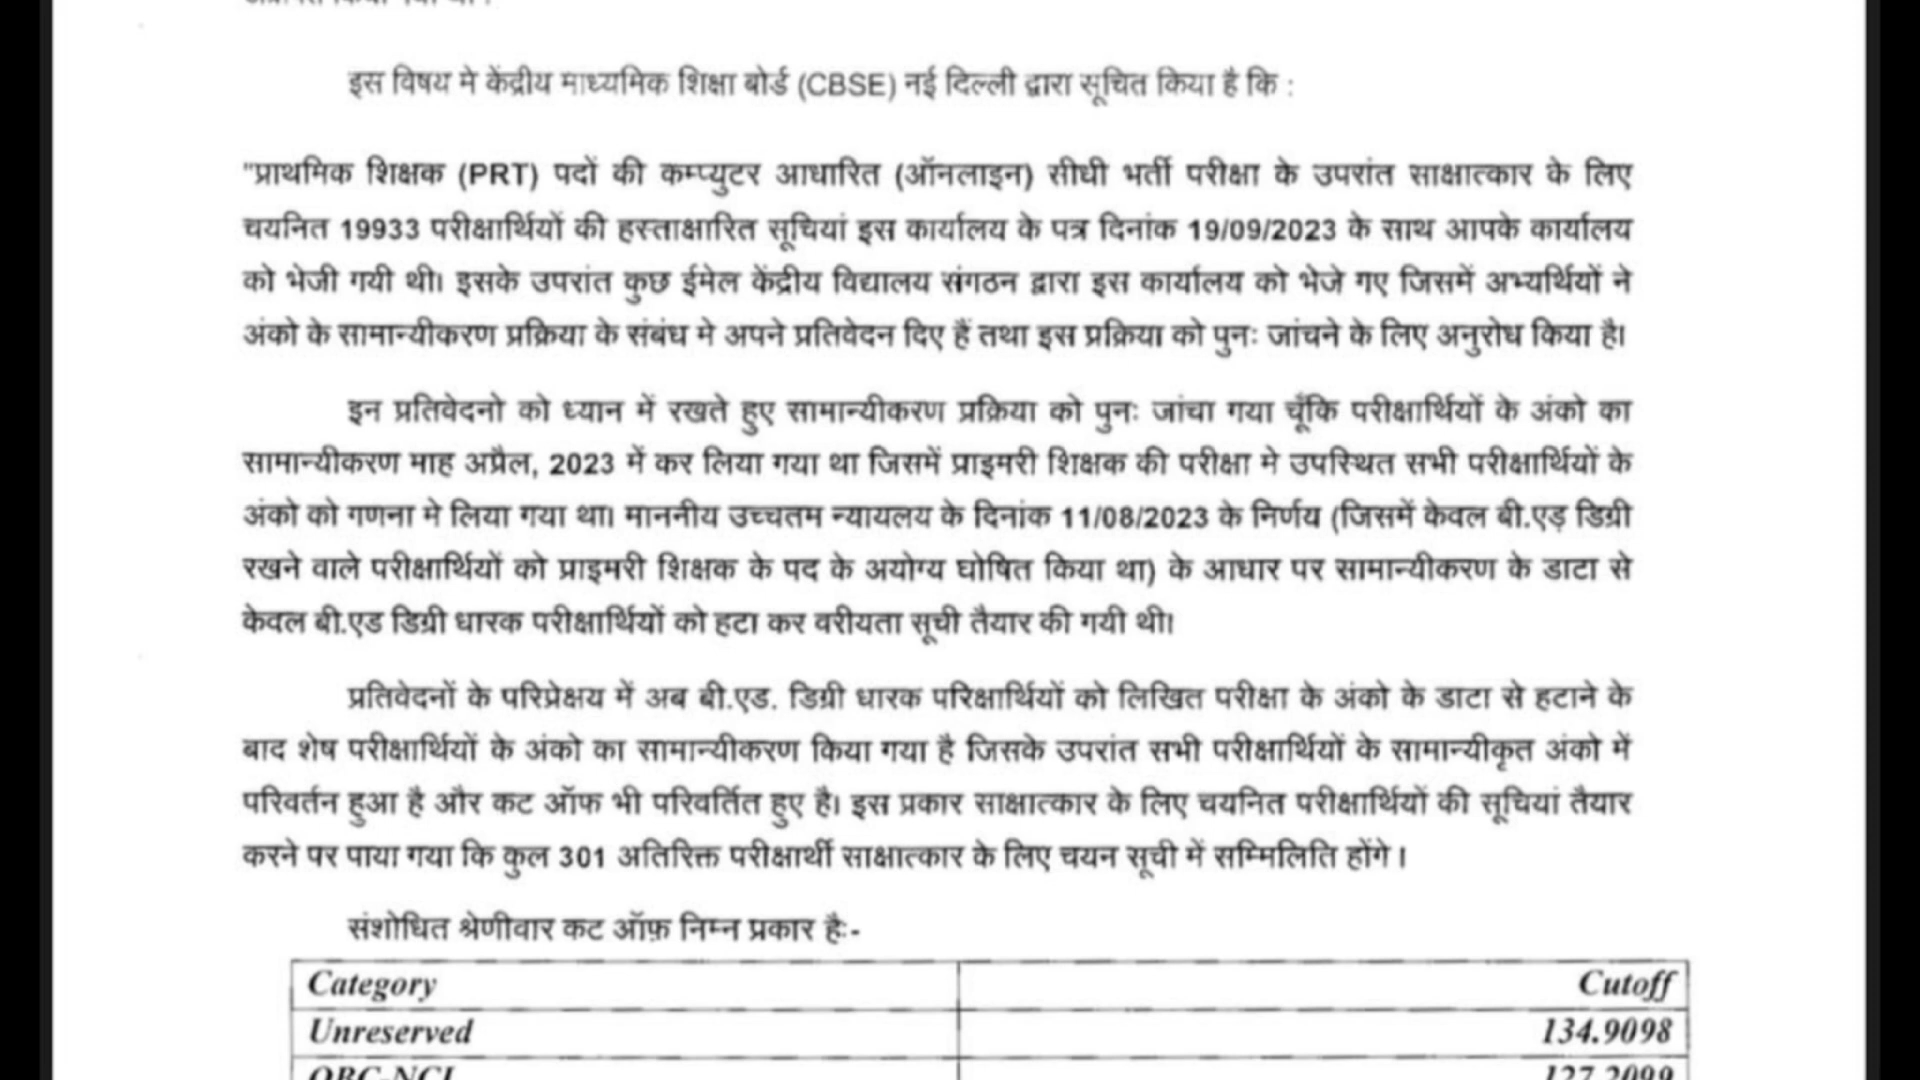 इस विषय मे केंद्रीय माध्यमिक शिक्षा बोर्ड (CBSE) नई दिल्ली द्वारा सूचित किया है कि :
"प्राथमिक शिक्षक (PRT) पदों की कम्प्युटर आधारित (ऑनलाइन) सीधी भर्ती परीक्षा के उपरांत साक्षात्कार के लिए
चयनित 19933 परीक्षार्थियों की हस्ताक्षारित सूचियां इस कार्यालय के पत्र दिनांक 19/09/2023 के साथ आपके कार्यालय
को भेजी गयी थी। इसके उपरांत कुछ ईमेल केंद्रीय विद्यालय संगठन द्वारा इस कार्यालय को भेजे गए जिसमें अभ्यर्थियों ने
अंको के सामान्यीकरण प्रक्रिया के संबंध मे अपने प्रतिवेदन दिए हैं तथा इस प्रक्रिया को पुनः जांचने के लिए अनुरोध किया है।
इन प्रतिवेदनो को ध्यान में रखते हुए सामान्यीकरण प्रक्रिया को पुनः जांचा गया चूँकि परीक्षार्थियों के अंको का
सामान्यीकरण माह अप्रैल, 2023 में कर लिया गया था जिसमें प्राइमरी शिक्षक की परीक्षा मे उपस्थित सभी परीक्षार्थियों के
अंको को गणना मे लिया गया था। माननीय उच्चतम न्यायलय के दिनांक 11/08/2023 के निर्णय (जिसमें केवल बी.एड़ डिग्री
रखने वाले परीक्षार्थियों को प्राइमरी शिक्षक के पद के अयोग्य घोषित किया था) के आधार पर सामान्यीकरण के डाटा से
केवल बी.एड डिग्री धारक परीक्षार्थियों को हटा कर वरीयता सूची तैयार की गयी थी।
प्रतिवेदनों के परिप्रेक्षय में अब बी.एड. डिग्री धारक परिक्षार्थियों को लिखित परीक्षा के अंको के डाटा से हटाने के
बाद शेष परीक्षार्थियों के अंको का सामान्यीकरण किया गया है जिसके उपरांत सभी परीक्षार्थियों के सामान्यीकृत अंको में
परिवर्तन हुआ है और कट ऑफ भी परिवर्तित हुए है। इस प्रकार साक्षात्कार के लिए चयनित परीक्षार्थियों की सूचियां तैयार
करने पर पाया गया कि कुल 301 अतिरिक्त परीक्षार्थी साक्षात्कार के लिए चयन सूची में सम्मिलिति होंगे ।
संशोधित श्रेणीवार कट ऑफ़ निम्न प्रकार हैः-
Category Cutoff
Unreserved 134.9098
OBC-NCL 127.2099